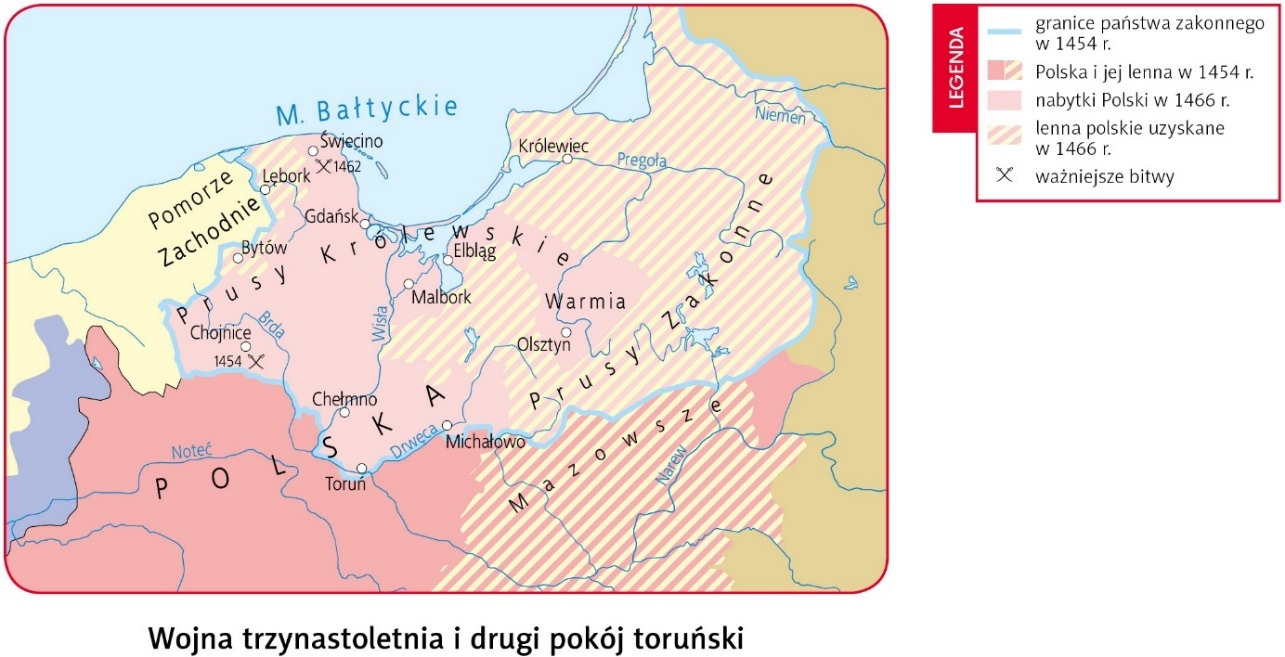 M. Bałtyckie
Święcino
1462
Niemen
Królewiec
Pregoła
Lębork
Pomorze
Zachodnie
Gdańsk
Prusy Królewskie
Elbląg
Bytów
Malbork
Warmia
Prusy Zakonne
Brda
Wisła
Chojnice
1454
Olsztyn
Chełmno
POLSKA
Drwęca
Michałowo
Mazowsze
Noteć
Toruń
Narew
LEGENDA
granice państwa zakonnego
w 1454 r.
Polska i jej lenna w 1454 r.
nabytki Polski w 1466 r.
lenna polskie uzyskane
w 1466 r.
ważniejsze bitwy
Wojna trzynastoletnia i drugi pokój toruński